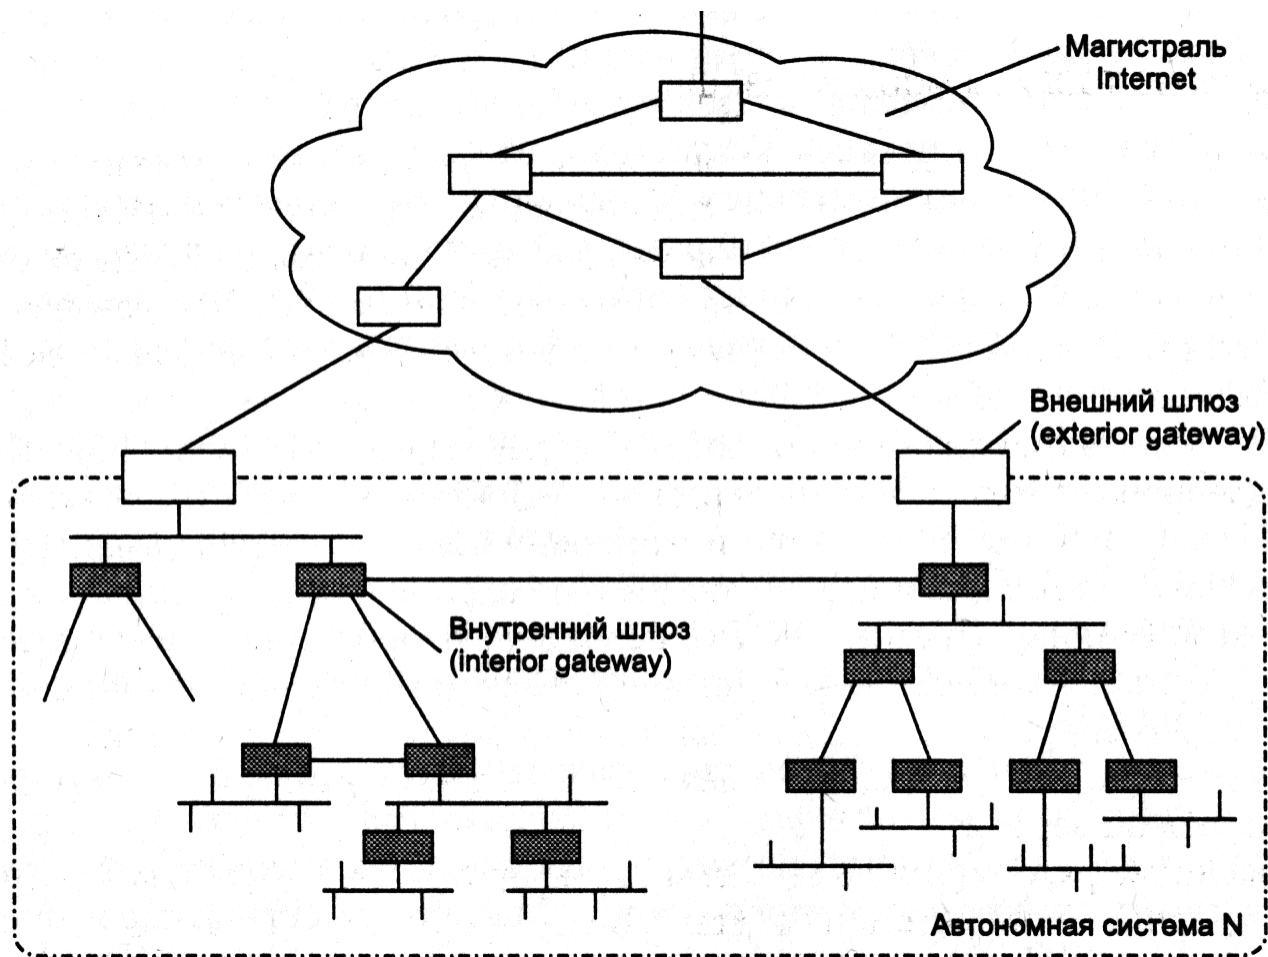 Магистраль
Internet
Внешний шлюз
(exterior gateway)
Внутренний шлюз
(interior gateway)
Автономная система N